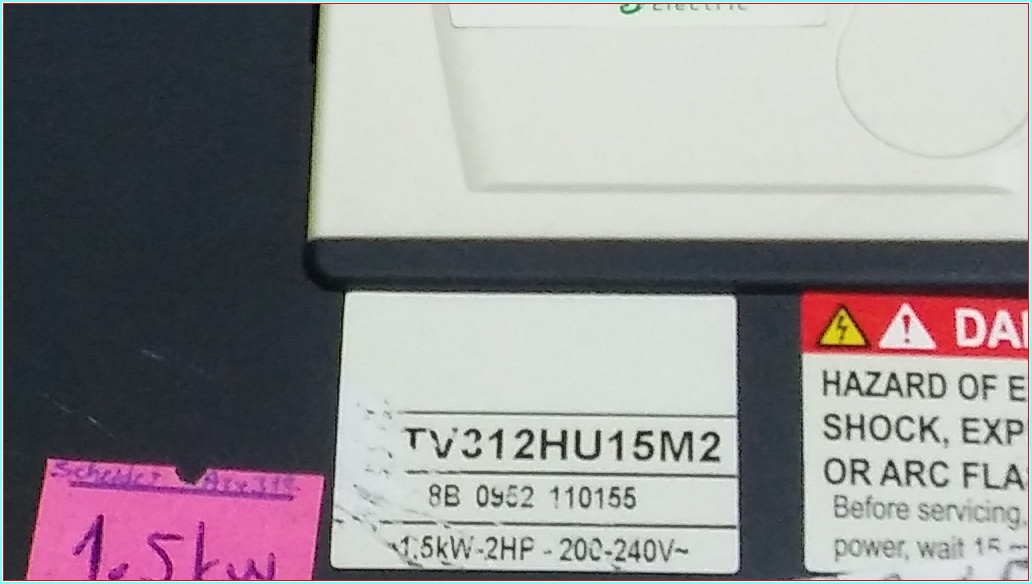 Electric
TV312HU15M2
8B 0952 110155
1,5kW-2HP - 200-240V~
DAN
HAZARD OF E
SHOCK, EXP
OR ARC FLA
Before servicing,
power, wait 15
1.5kw